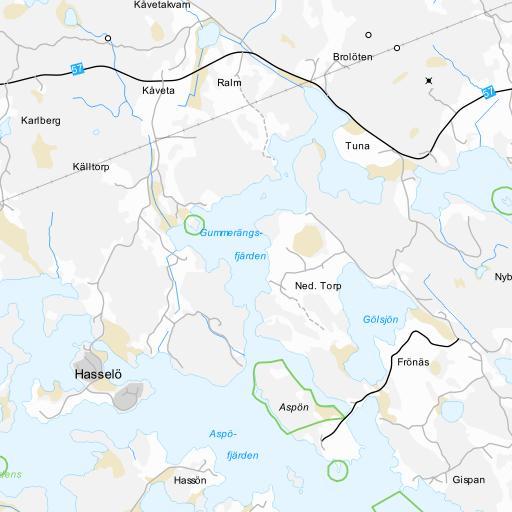 Kåvetakvarn
57
Brolöten
Kåveta
Ralm
57
Karlberg
Tuna
Källtorp
Gummerängs-
fjärden
Nyb
Ned. Torp
Gölsjön
Frönäs
Hasselö
Aspön
Aspö-
fjärden
dens
Hassön
Gispan